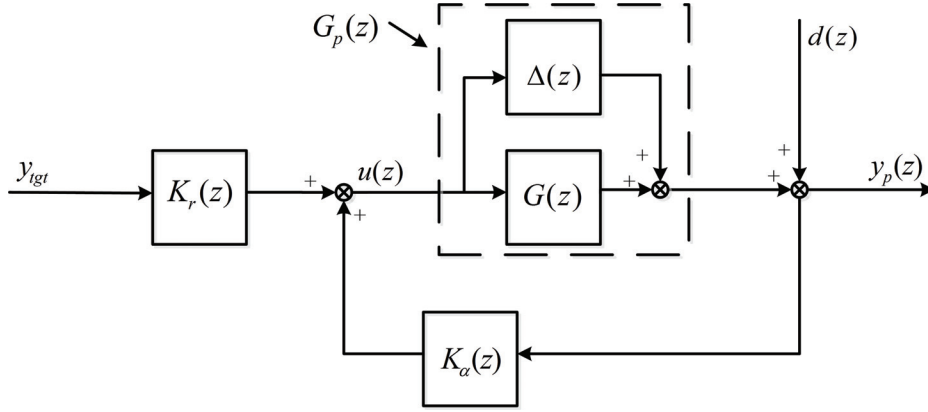 G_p(z)
Δ(z)
d(z)
+
+
y_tgt
K_r(z)
+
u(z)
G(z)
+
+
y_p(z)
+
K_α(z)